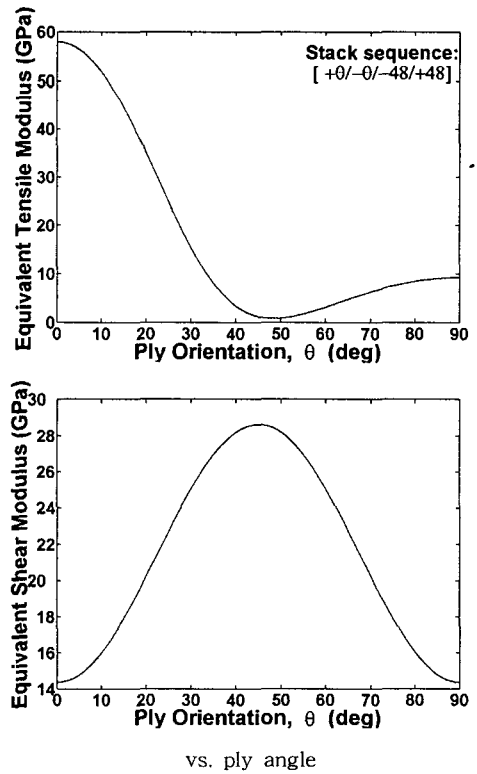 Equivalent Tensile Modulus (GPa)
60
50
40
30
20
10
0
Stack sequence:
[ +θ/−θ/−48/+48]
0 10 20 30 40 50 60 70 80 90
Ply Orientation, θ (deg)
Equivalent Shear Modulus (GPa)
30
28
26
24
22
20
18
16
14
0 10 20 30 40 50 60 70 80 90
Ply Orientation, θ (deg)
vs. ply angle